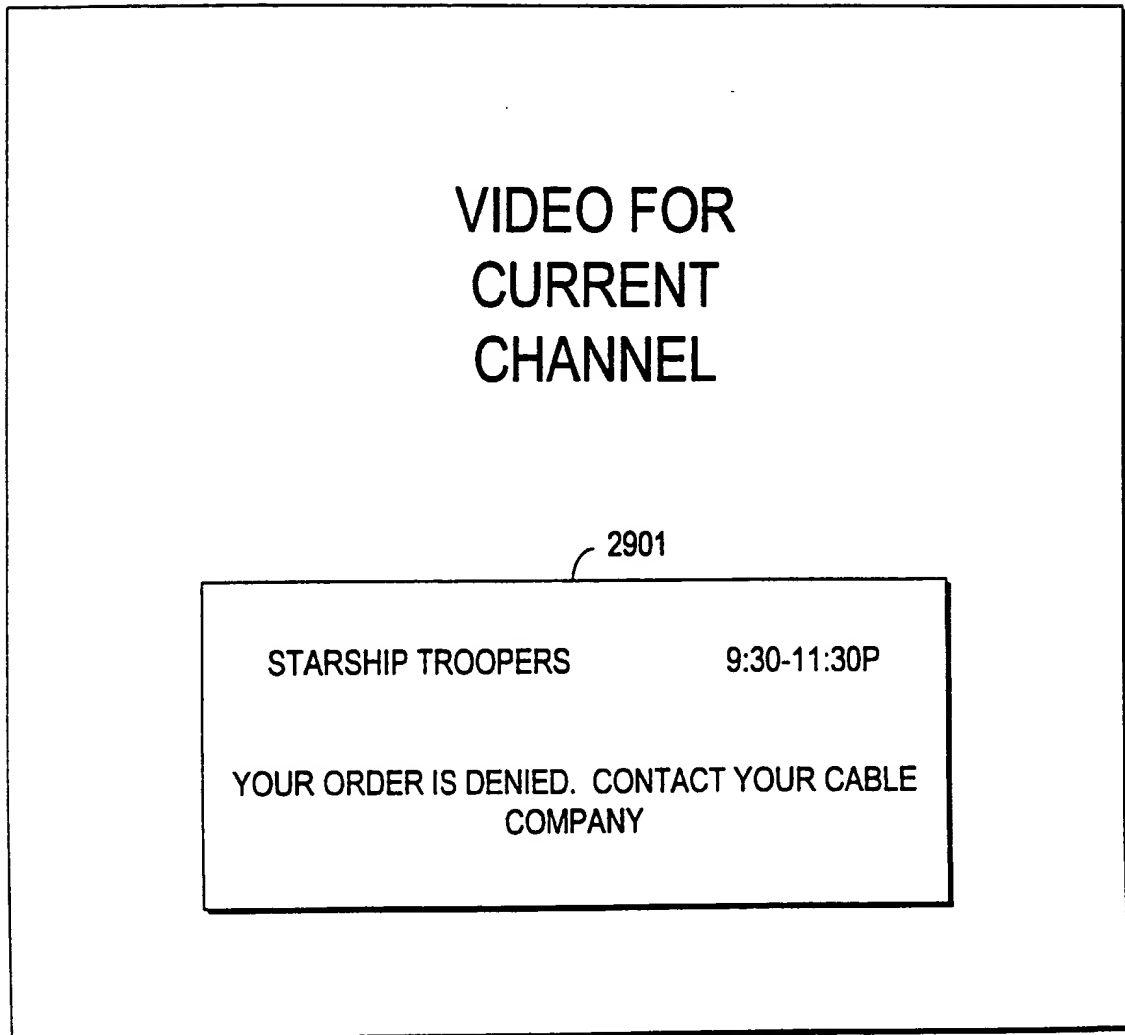 VIDEO FOR
CURRENT
CHANNEL
2901
STARSHIP TROOPERS 9:30-11:30P
YOUR ORDER IS DENIED. CONTACT YOUR CABLE
COMPANY